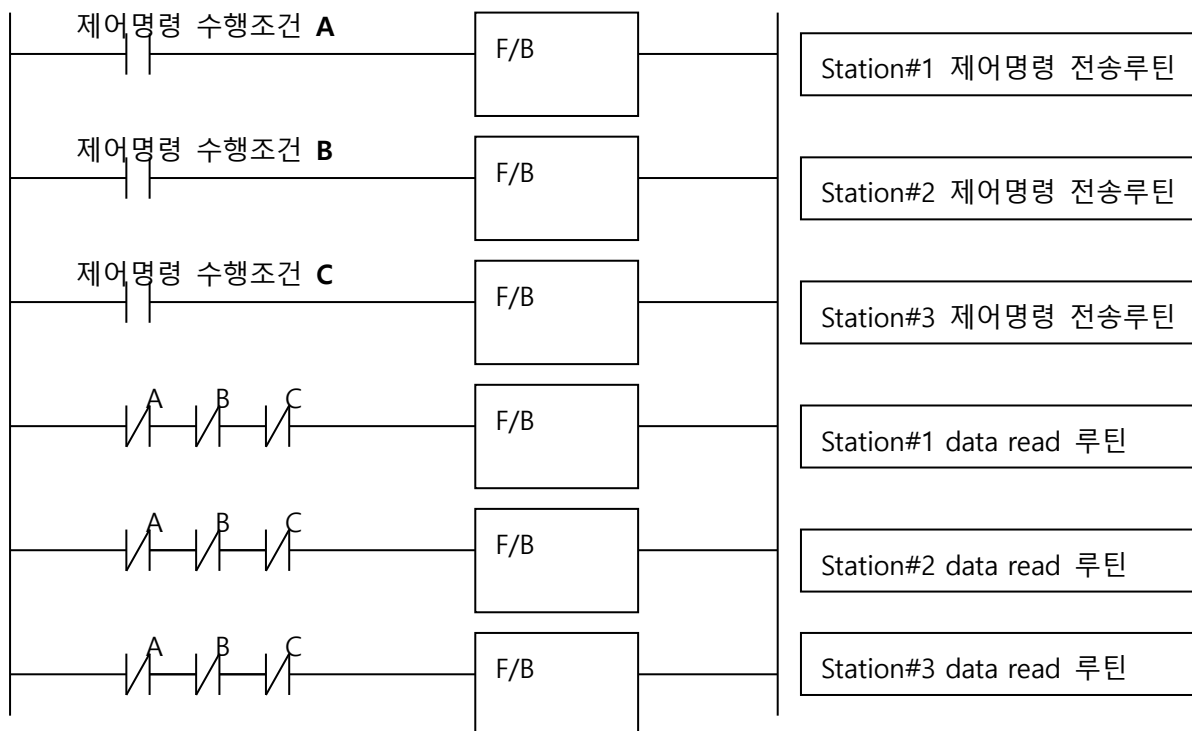 제어명령 수행조건 A
F/B
Station#1 제어명령 전송루틴
제어명령 수행조건 B
F/B
Station#2 제어명령 전송루틴
제어명령 수행조건 C
F/B
Station#3 제어명령 전송루틴
A B C
F/B
Station#1 data read 루틴
A B C
F/B
Station#2 data read 루틴
A B C
F/B
Station#3 data read 루틴